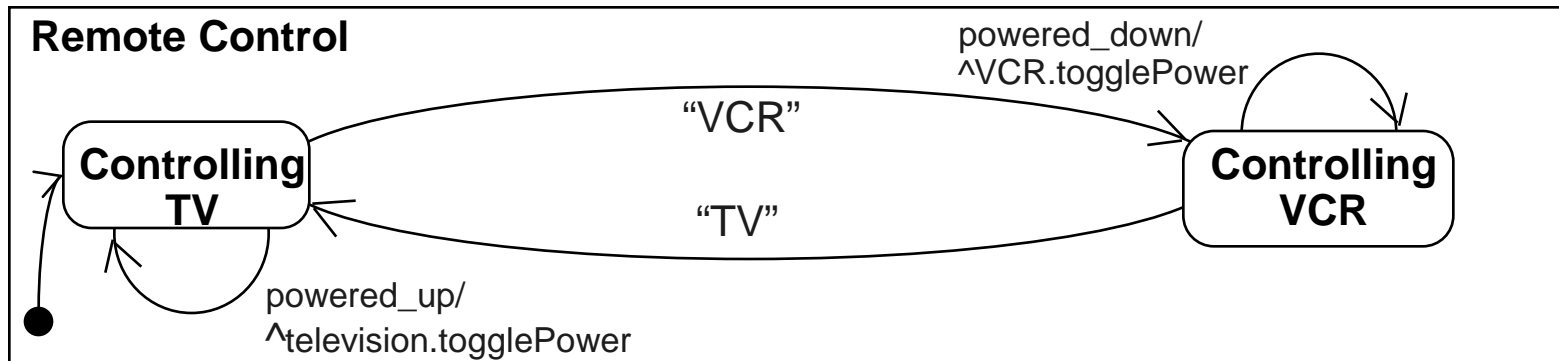 Remote Control
powered_down/
^VCR.togglePower
“VCR”
Controlling
TV
Controlling
VCR
“TV”
powered_up/
^television.togglePower